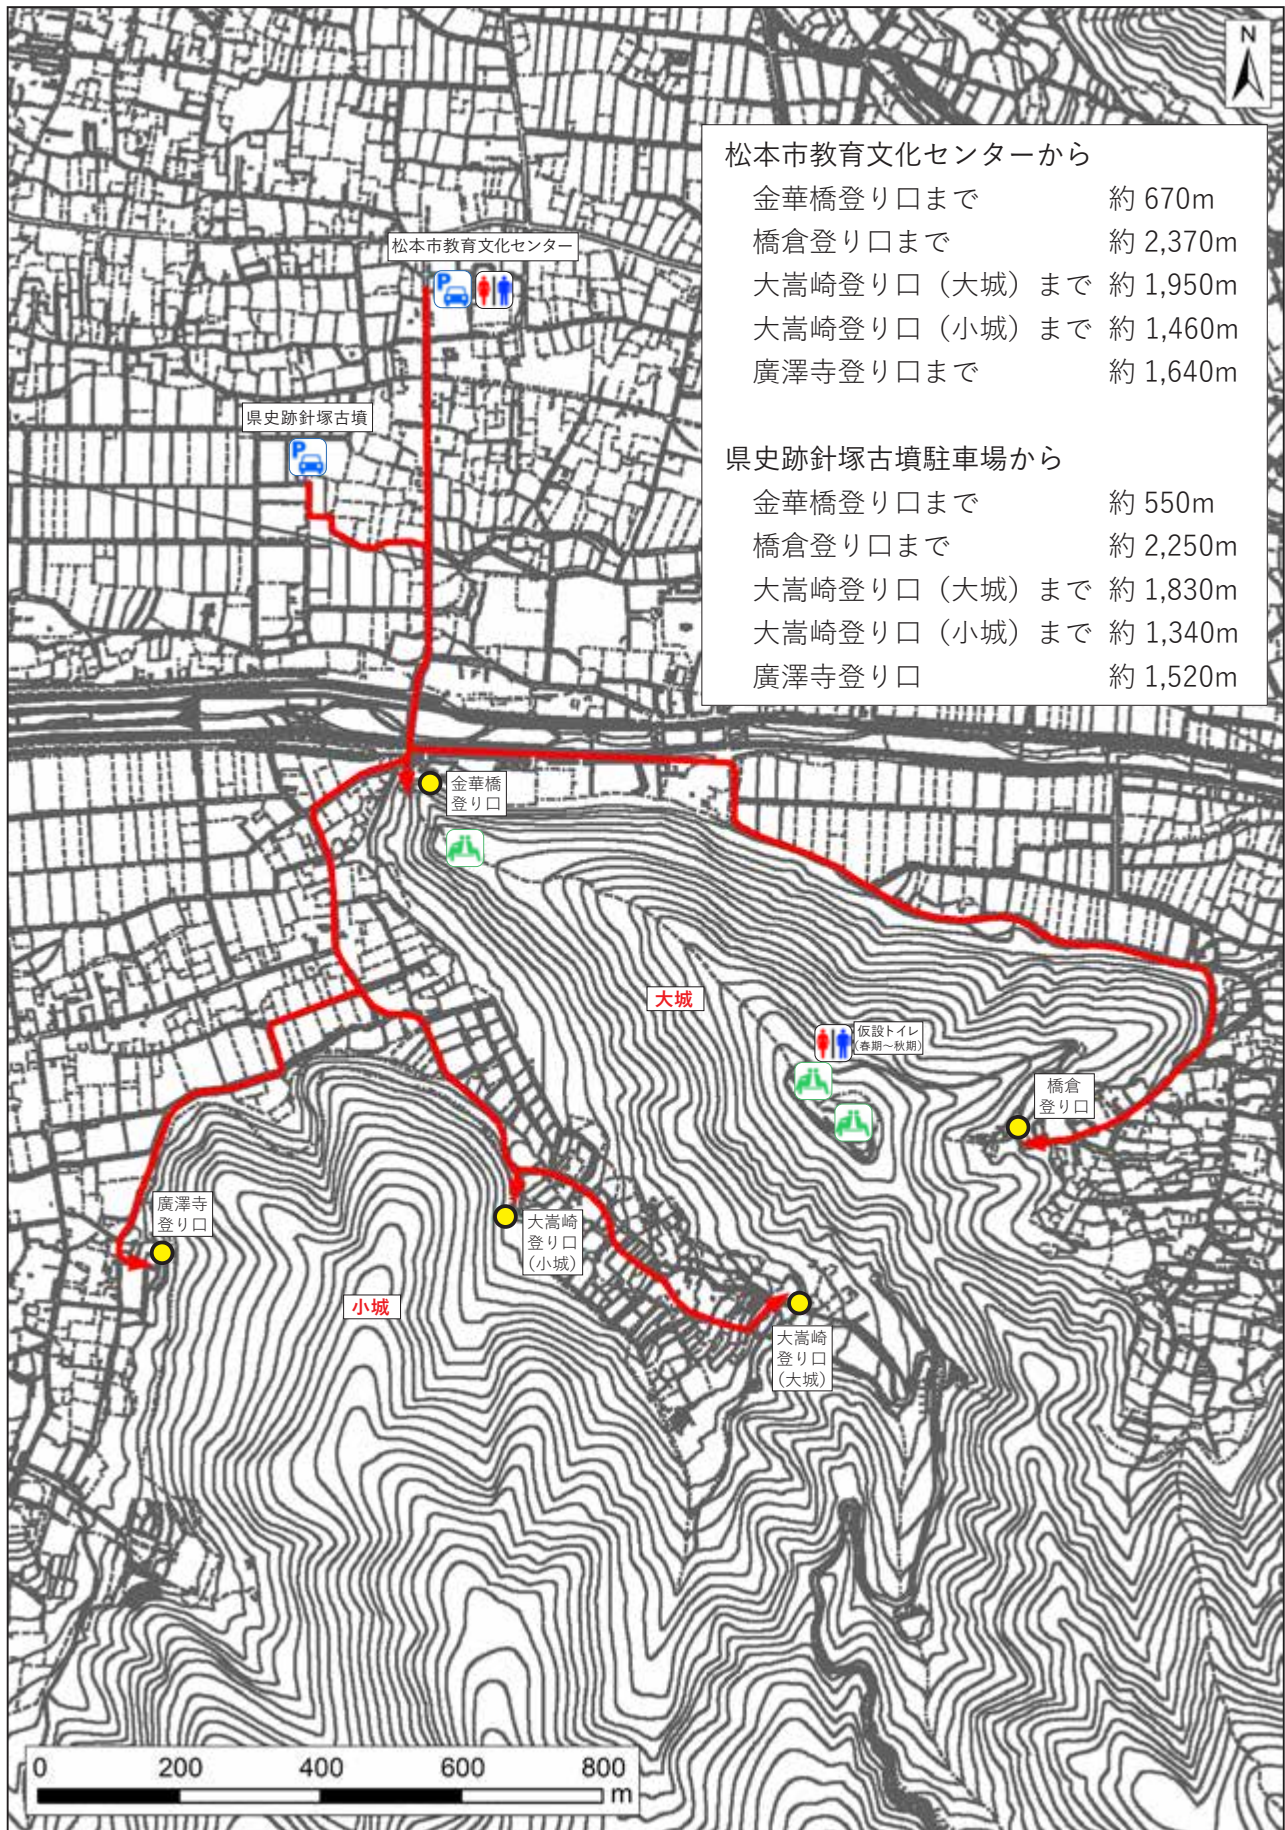 N
松本市教育文化センターから
金華橋登り口まで 約 670m
橋倉登り口まで 約 2,370m
大嵩崎登り口（大城）まで 約 1,950m
大嵩崎登り口（小城）まで 約 1,460m
廣澤寺登り口まで 約 1,640m
県史跡針塚古墳駐車場から
金華橋登り口まで 約 550m
橋倉登り口まで 約 2,250m
大嵩崎登り口（大城）まで 約 1,830m
大嵩崎登り口（小城）まで 約 1,340m
廣澤寺登り口 約 1,520m
松本市教育文化センター
P
県史跡針塚古墳
P
金華橋
登り口
大城
仮設トイレ
（春期～秋期）
橋倉
登り口
廣澤寺
登り口
大嵩崎
登り口
（小城）
小城
大嵩崎
登り口
（大城）
0 200 400 600 800
m